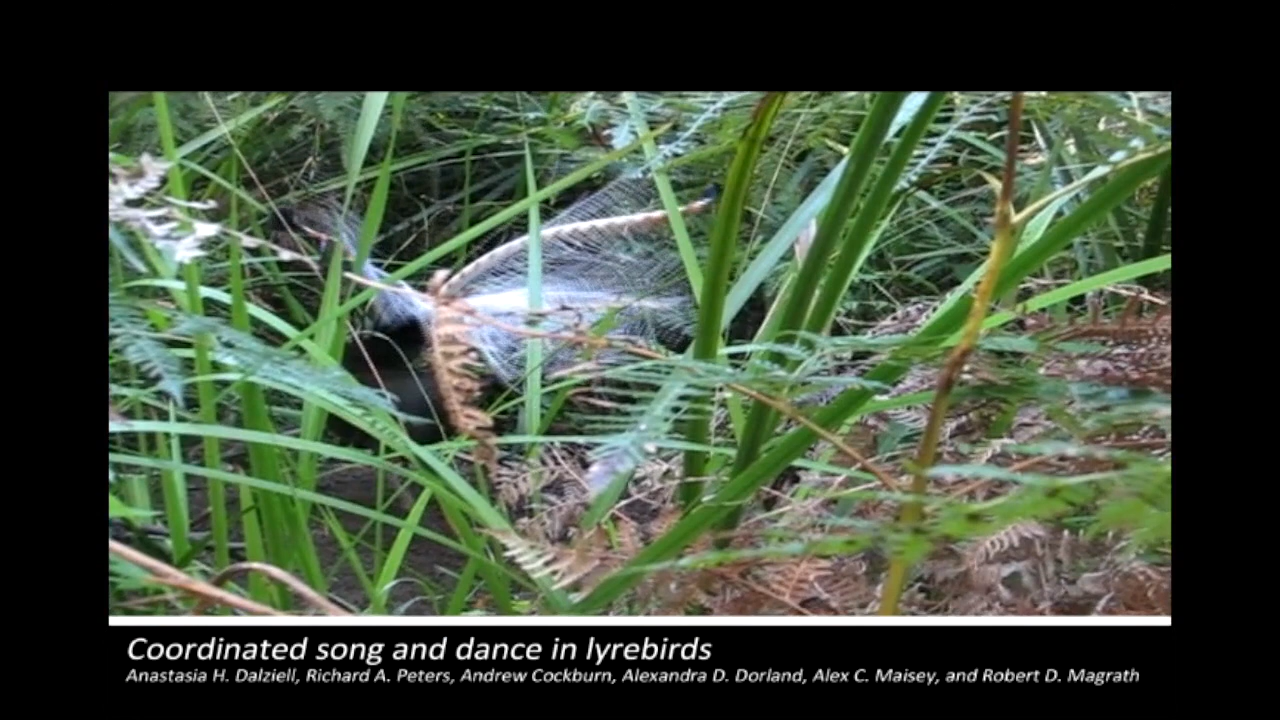 Coordinated song and dance in lyrebirds
Anastasia H. Dalziell, Richard A. Peters, Andrew Cockburn, Alexandra D. Dorland, Alex C. Maisey, and Robert D. Magrath